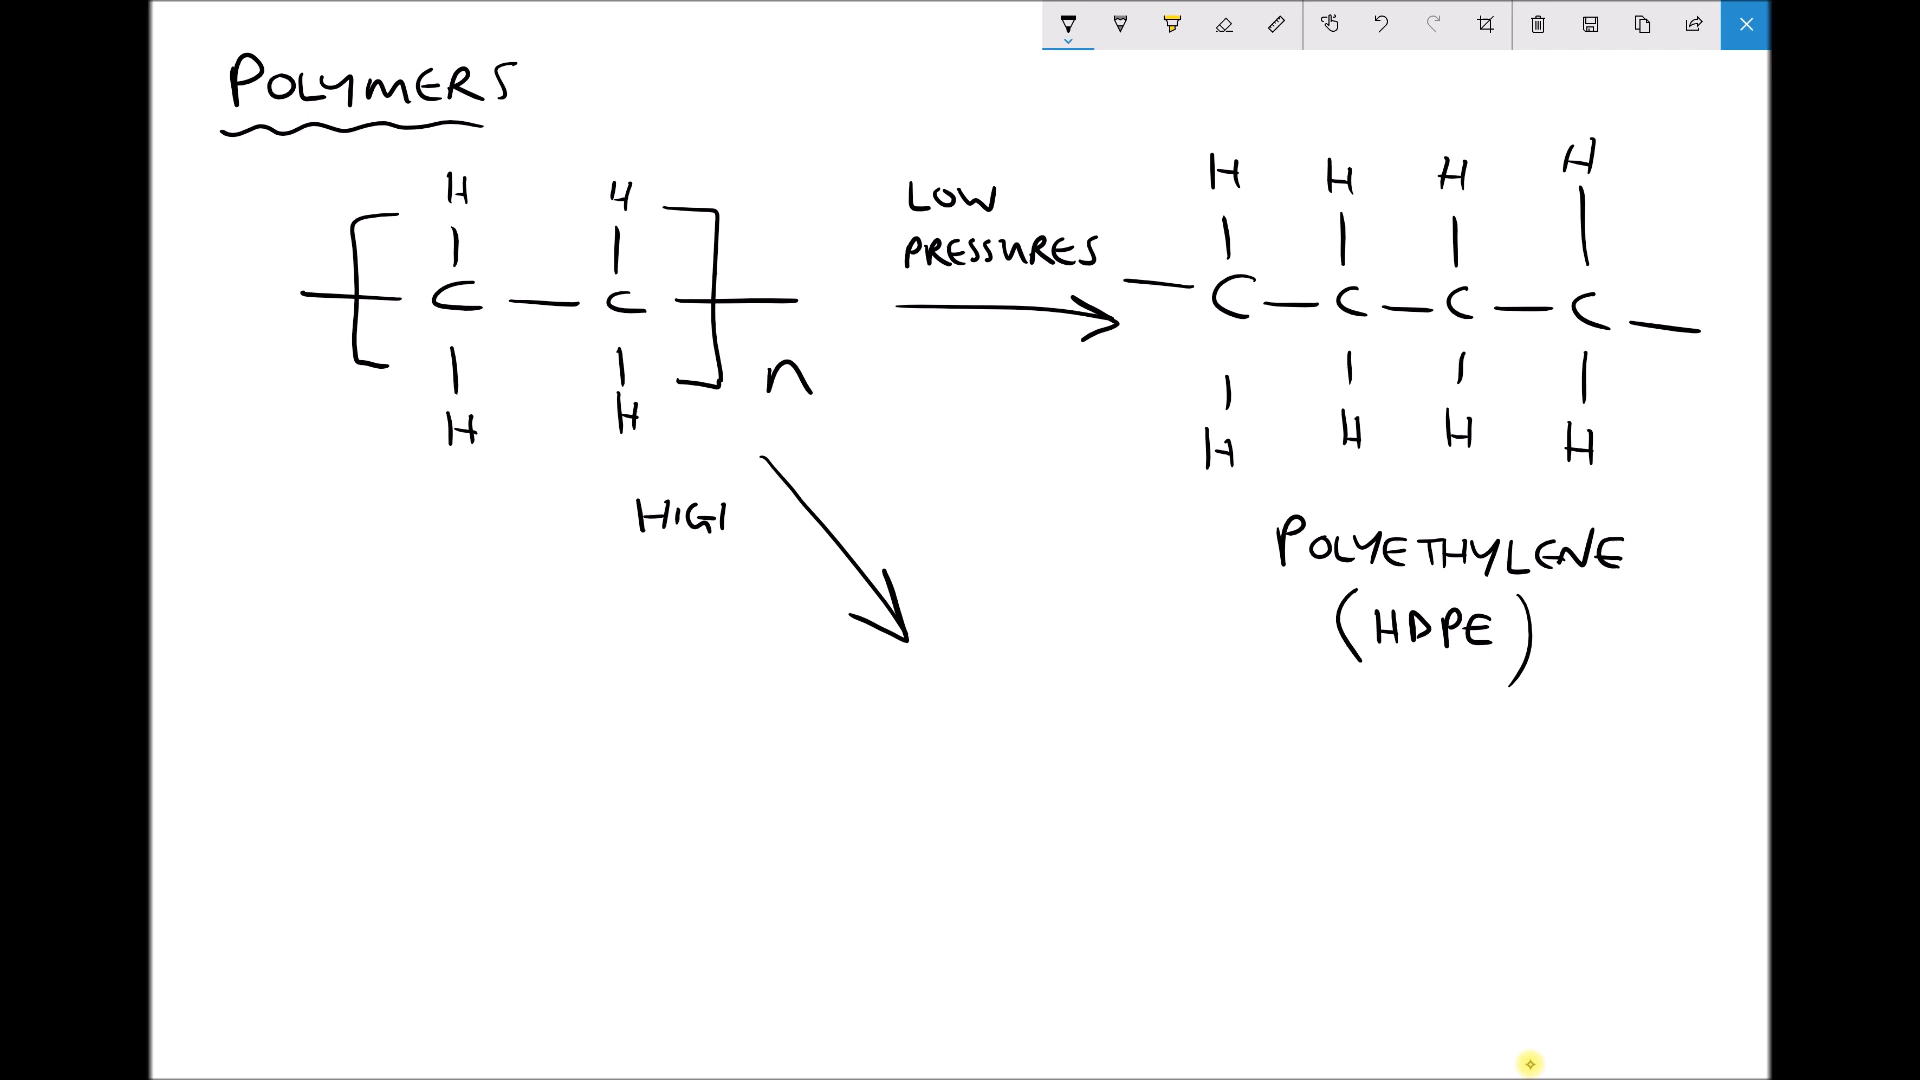 POLYMERS
H H
C C
H H
n
LOW
PRESSURES
H H H H
C C C C
H H H H
HIGI
POLYETHYLENE
(HDPE)